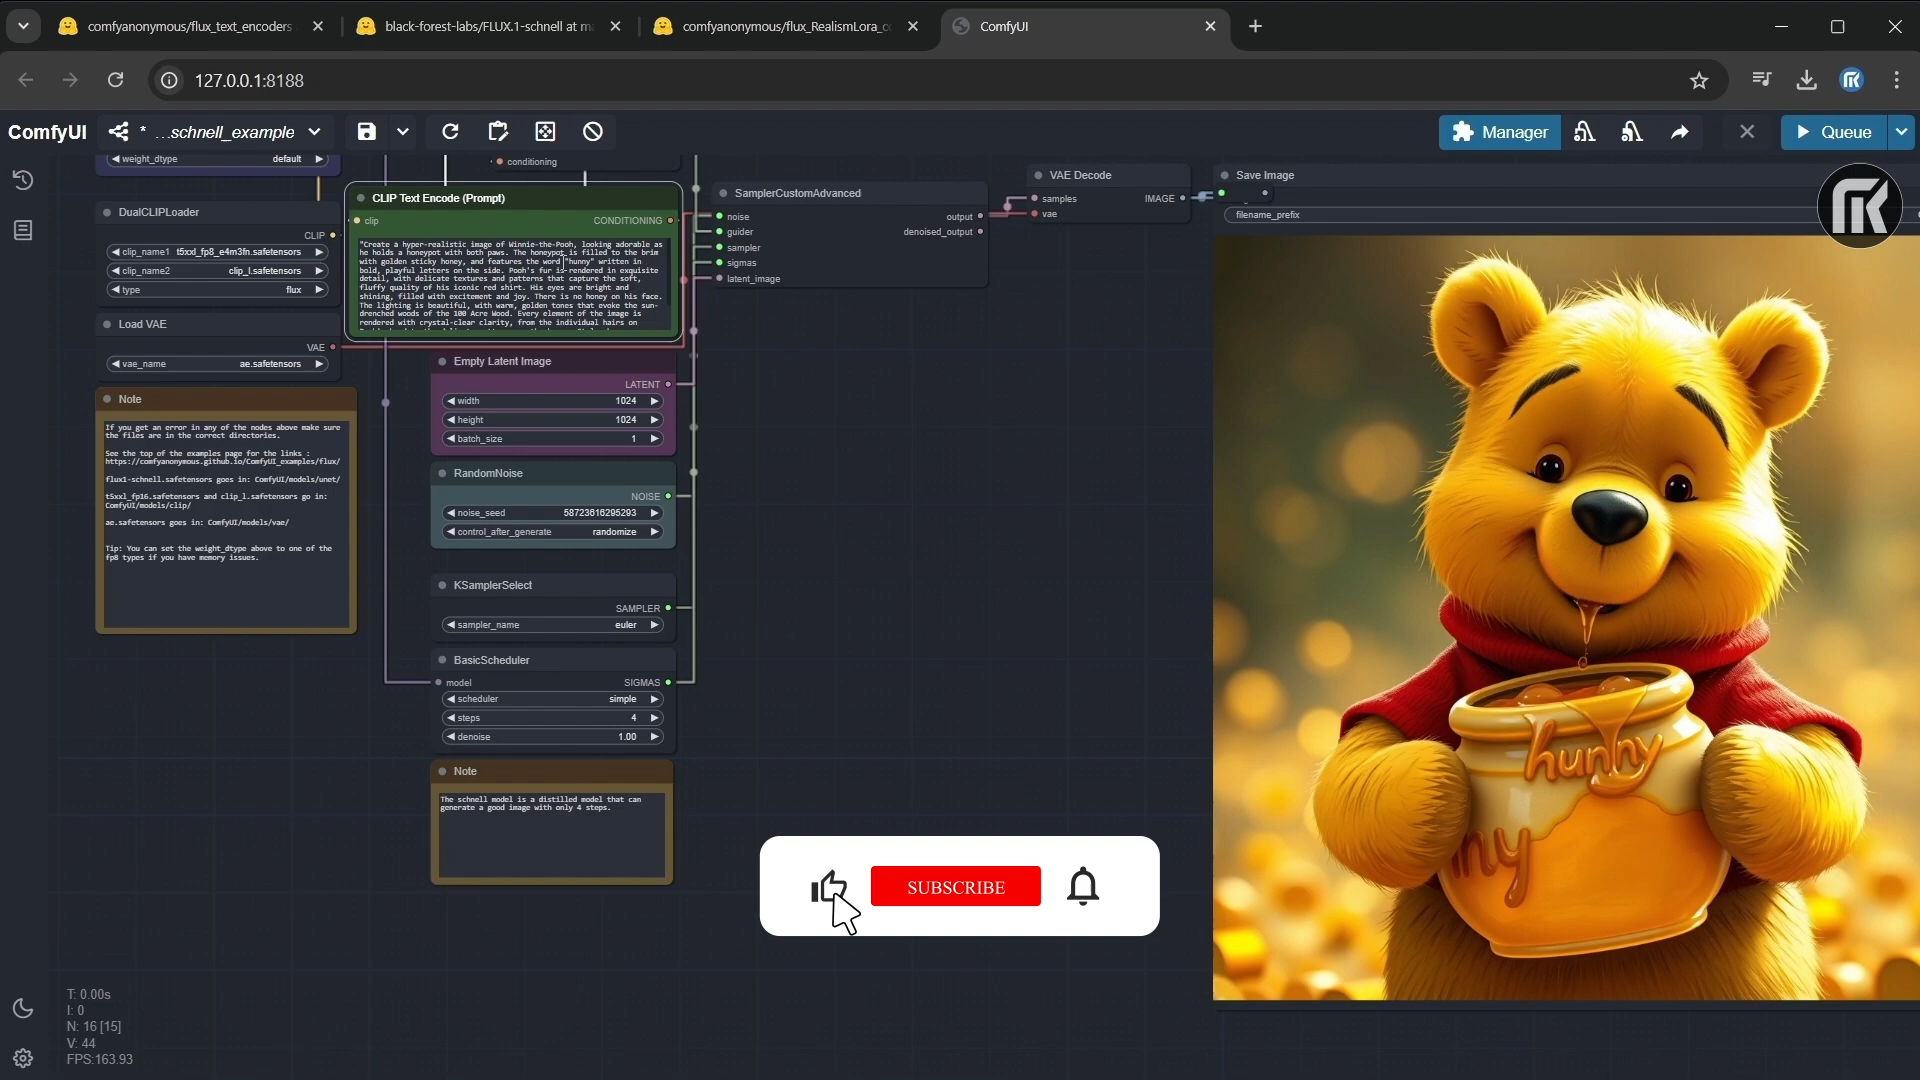 comfyanonymous/flux_text_encoders
black-forest-labs/FLUX.1-schnell at m
comfyanonymous/flux_RealismLora_c
ComfyUI
127.0.0.1:8188
ComfyUI
* ...schnell_example
Manager
Queue
weight_dtype default
conditioning
DualCLIPLoader
CLIP
clip_name1 t5xxl_fp8_e4m3fn.safetensors
clip_name2 clip_l.safetensors
type flux
Load VAE
VAE
vae_name ae.safetensors
Note
If you get an error in any of the nodes above make sure
the files are in the correct directories.
See the top of the examples page for the links :
https://comfyanonymous.github.io/ComfyUI_examples/flux/
flux1-schnell.safetensors goes in: ComfyUI/models/unet/
t5xxl_fp16.safetensors and clip_l.safetensors go in:
ComfyUI/models/clip/
ae.safetensors goes in: ComfyUI/models/vae/
Tip: You can set the weight_dtype above to one of the
fp8 types if you have memory issues.
CLIP Text Encode (Prompt)
clip CONDITIONING
"Create a hyper-realistic image of Winnie-the-Pooh, looking adorable as
he holds a honeypot with both paws. The honeypot is filled to the brim
with golden sticky honey, and features the word "hunny" written in
bold, playful letters on the side. Pooh's fur is rendered in exquisite
detail, with delicate textures and patterns that capture the soft,
fluffy quality of his iconic red shirt. His eyes are bright and
shining, filled with excitement and joy. There is no honey on his face.
The lighting is beautiful, with warm, golden tones that evoke the sun-
drenched woods of the 100 Acre Wood. Every element of the image is
rendered with crystal-clear clarity, from the individual hairs on
Empty Latent Image
LATENT
width 1024
height 1024
batch_size 1
RandomNoise
NOISE
noise_seed 58723616295293
control_after_generate randomize
KSamplerSelect
SAMPLER
sampler_name euler
BasicScheduler
model SIGMAS
scheduler simple
steps 4
denoise 1.00
Note
The schnell model is a distilled model that can
generate a good image with only 4 steps.
SamplerCustomAdvanced
noise output
guider denoised_output
sampler
sigmas
latent_image
VAE Decode
samples IMAGE
vae
Save Image
filename_prefix
hunny
ny
SUBSCRIBE
T: 0.00s
I: 0
N: 16 [15]
V: 44
FPS:163.93